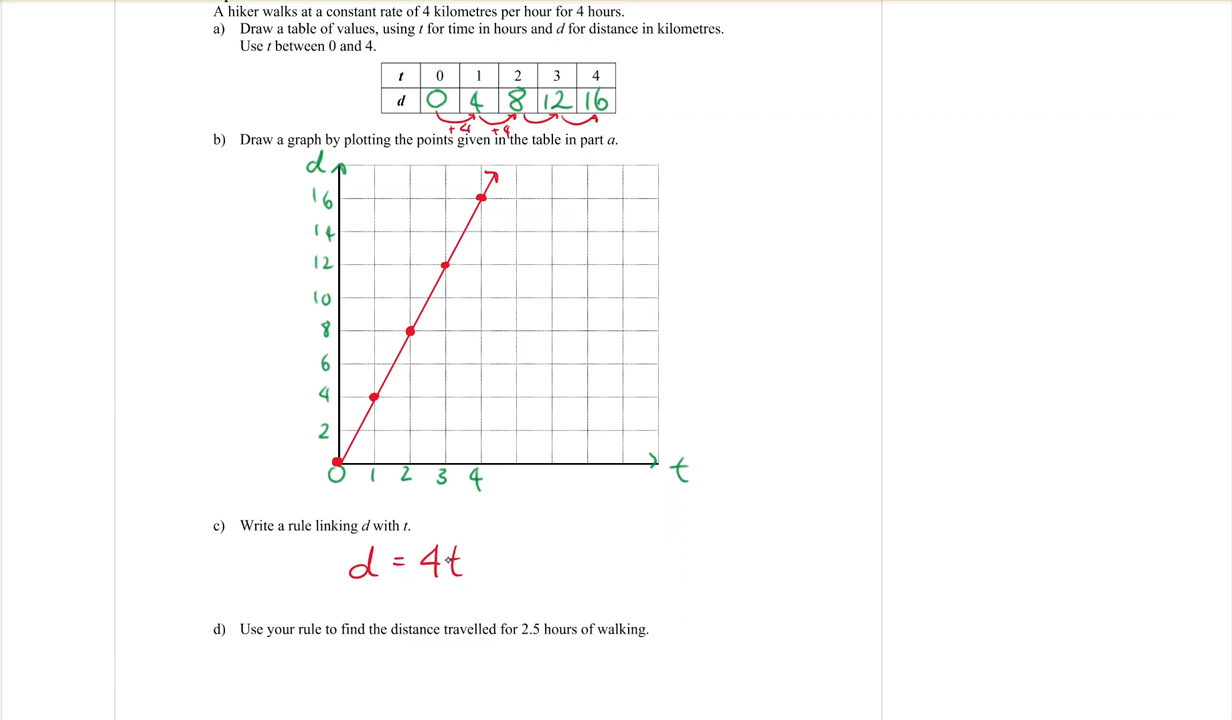 A hiker walks at a constant rate of 4 kilometres per hour for 4 hours.
a) Draw a table of values, using t for time in hours and d for distance in kilometres.
Use t between 0 and 4.
t 0 1 2 3 4
d 0 4 8 12 16
+4 +4
b) Draw a graph by plotting the points given in the table in part a.
d
16
14
12
10
8
6
4
2
0 1 2 3 4 t
c) Write a rule linking d with t.
d = 4t
d) Use your rule to find the distance travelled for 2.5 hours of walking.